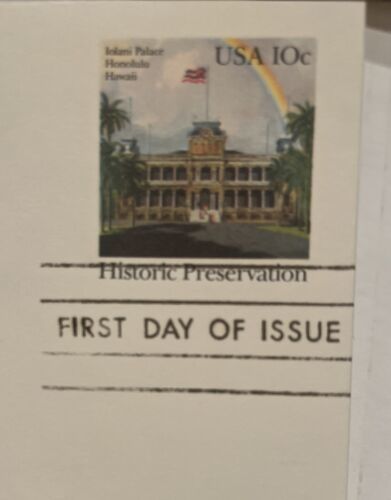 Iolani Palace
Honolulu
Hawaii
USA 10c
Historic Preservation
FIRST DAY OF ISSUE